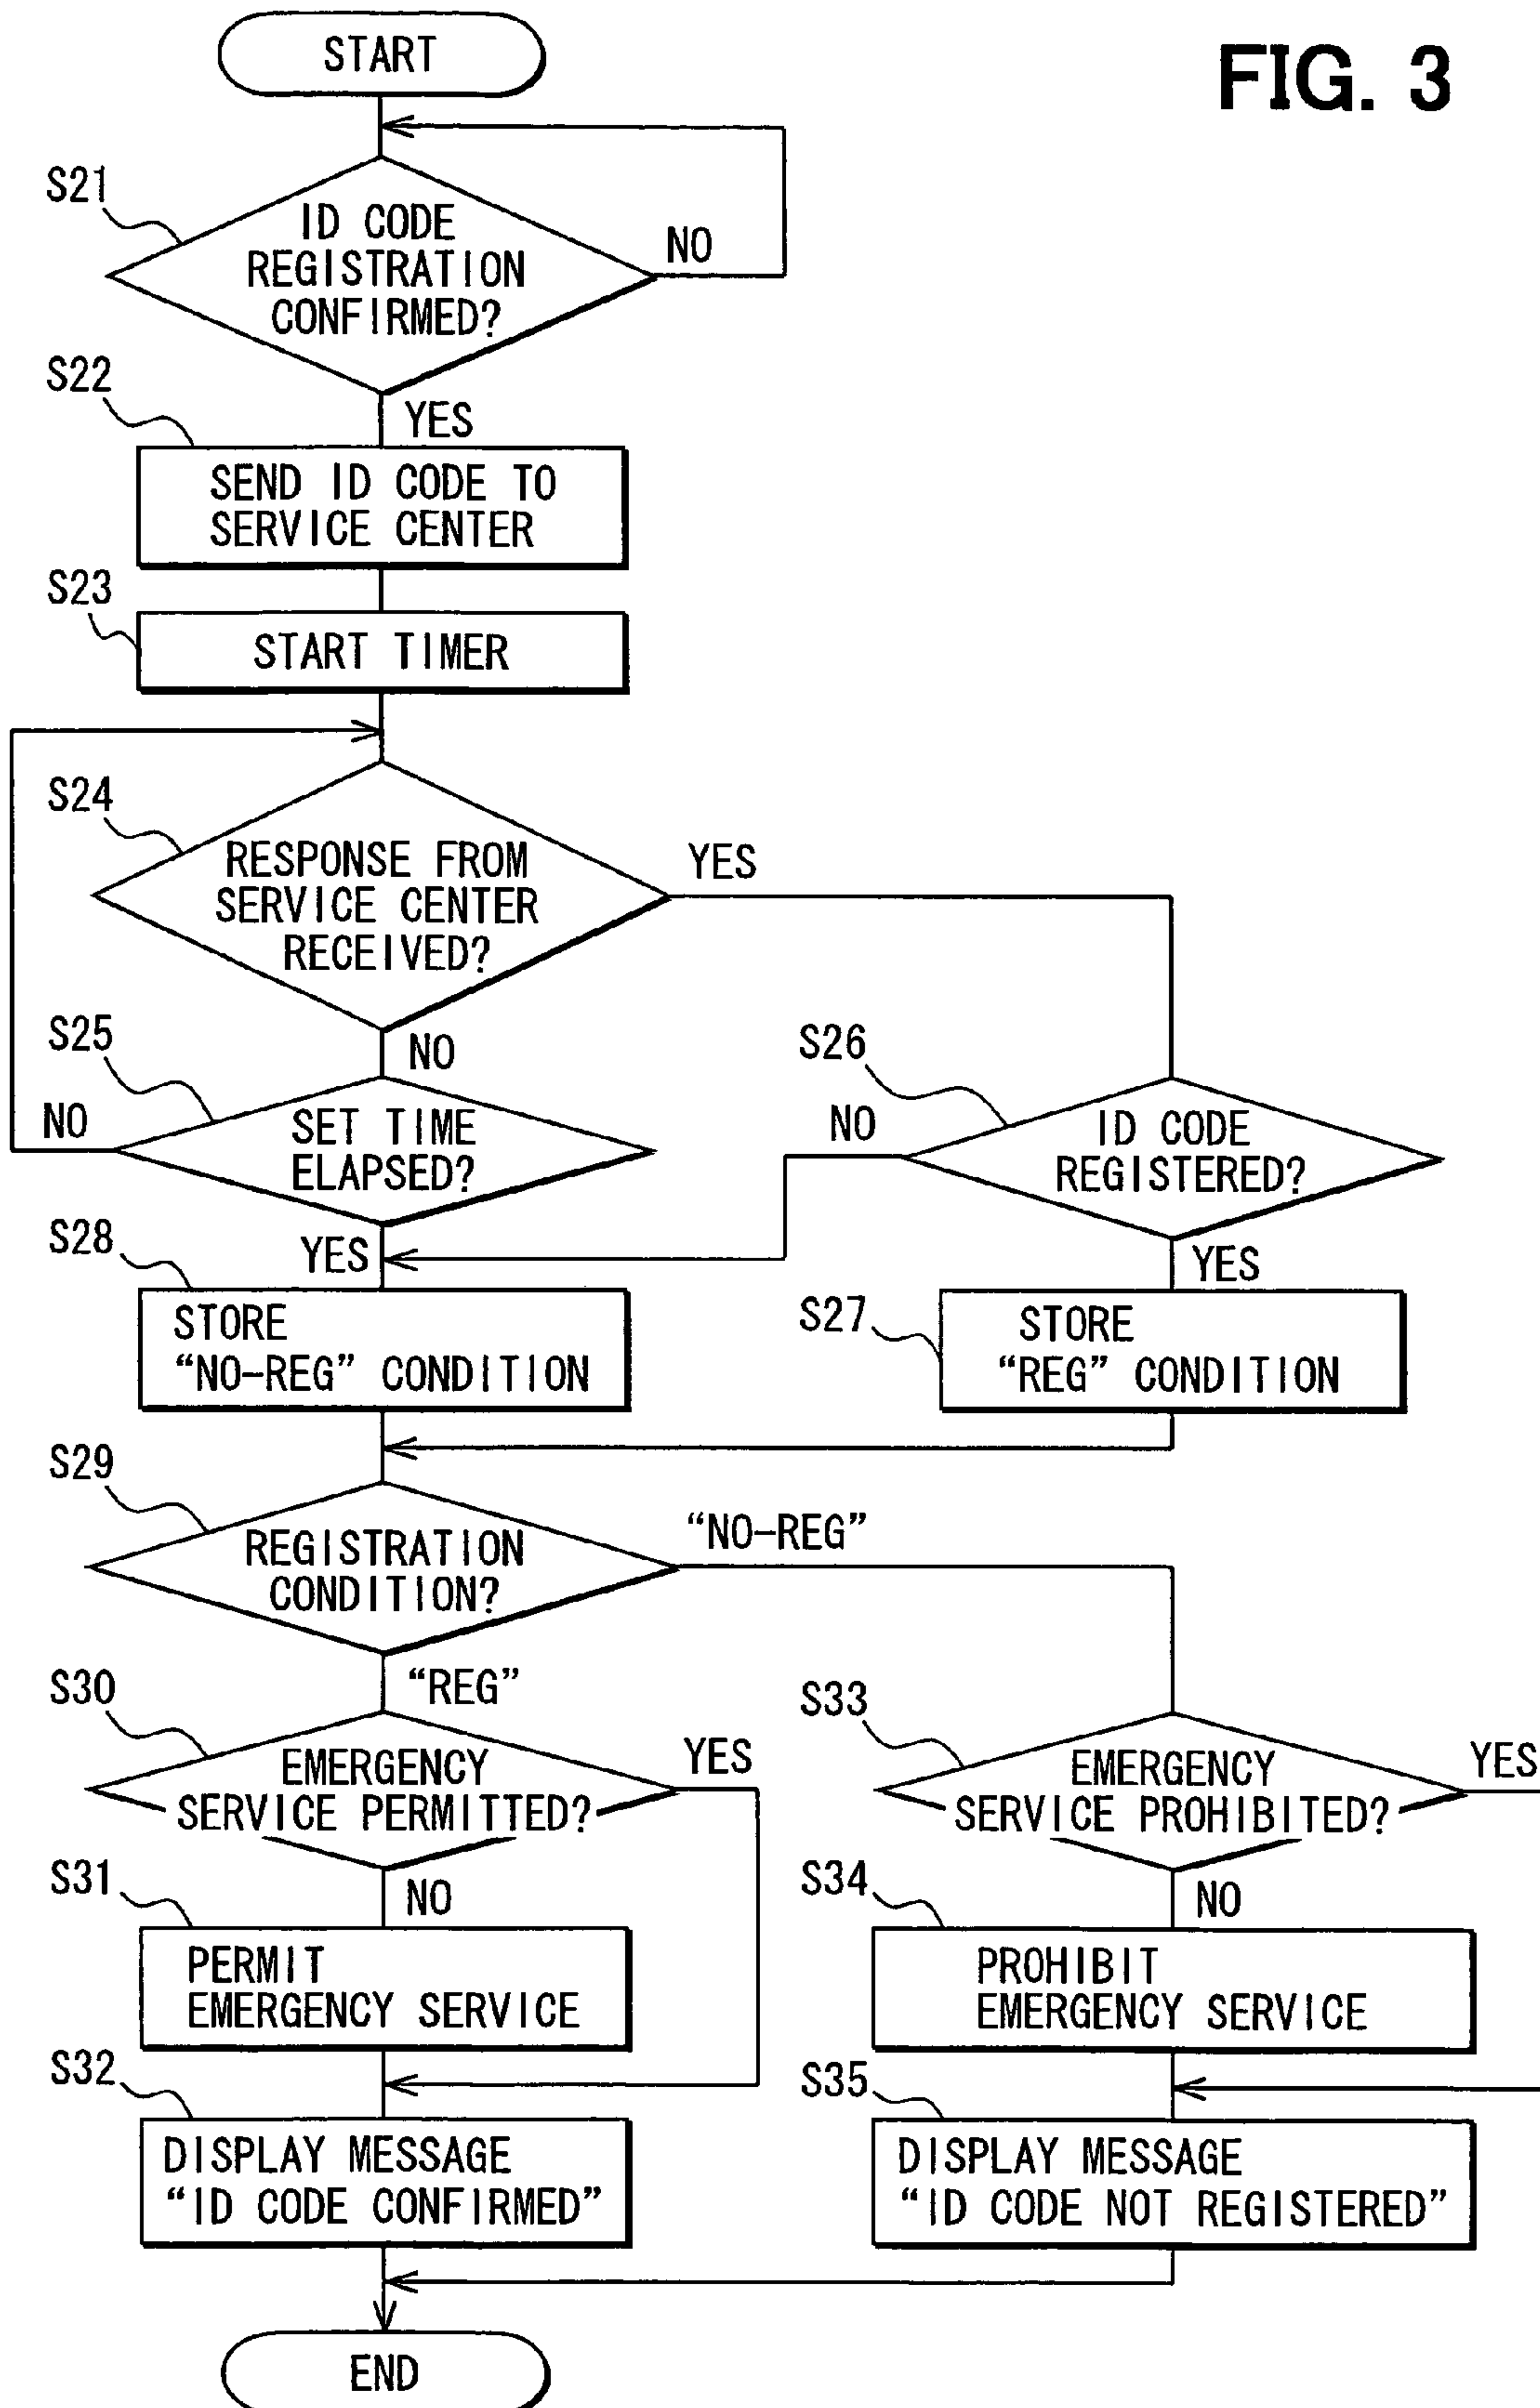 START
FIG. 3
S21
ID CODE
REGISTRATION
CONFIRMED?
NO
S22
YES
SEND ID CODE TO
SERVICE CENTER
S23
START TIMER
S24
RESPONSE FROM
SERVICE CENTER
RECEIVED?
YES
S25
NO
NO
SET TIME
ELAPSED?
S26
NO
ID CODE
REGISTERED?
S28
YES
STORE
“NO-REG” CONDITION
YES
S27
STORE
“REG” CONDITION
S29
REGISTRATION
CONDITION?
“NO-REG”
“REG”
S30
EMERGENCY
SERVICE PERMITTED?
YES
S33
EMERGENCY
SERVICE PROHIBITED?
YES
S31
NO
PERMIT
EMERGENCY SERVICE
S34
NO
PROHIBIT
EMERGENCY SERVICE
S32
DISPLAY MESSAGE
“ID CODE CONFIRMED”
S35
DISPLAY MESSAGE
“ID CODE NOT REGISTERED”
END